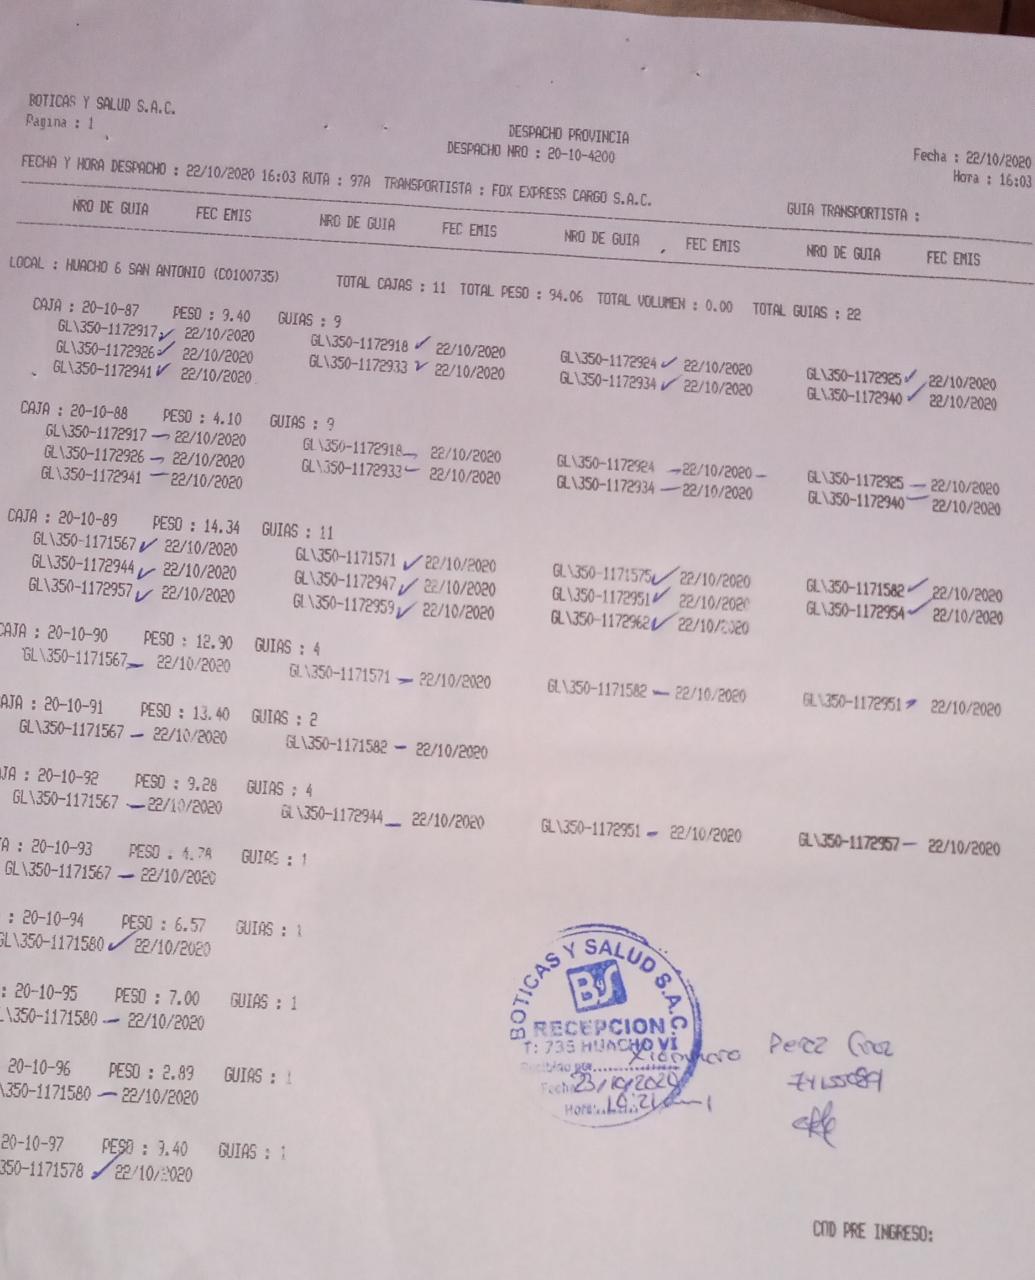 BOTICAS Y SALUD S.A.C.
Pagina : 1
DESPACHO PROVINCIA
DESPACHO NRO : 20-10-4200
Fecha : 22/10/2020
Hora : 16:03
FECHA Y HORA DESPACHO : 22/10/2020 16:03 RUTA : 97A TRANSPORTISTA : FOX EXPRESS CARGO S.A.C. GUIA TRANSPORTISTA :
NRO DE GUIA FEC EMIS NRO DE GUIA FEC EMIS NRO DE GUIA FEC EMIS NRO DE GUIA FEC EMIS
LOCAL : HUACHO 6 SAN ANTONIO (C0100735) TOTAL CAJAS : 11 TOTAL PESO : 94.06 TOTAL VOLUMEN : 0.00 TOTAL GUIAS : 22
CAJA : 20-10-87 PESO : 9.40 GUIAS : 9
GL\350-1172917 22/10/2020 GL\350-1172918 22/10/2020 GL\350-1172924 22/10/2020 GL\350-1172925 22/10/2020
GL\350-1172926 22/10/2020 GL\350-1172933 22/10/2020 GL\350-1172934 22/10/2020 GL\350-1172940 22/10/2020
GL\350-1172941 22/10/2020
CAJA : 20-10-88 PESO : 4.10 GUIAS : 9
GL\350-1172917 22/10/2020 GL\350-1172918 22/10/2020 GL\350-1172924 22/10/2020 GL\350-1172925 22/10/2020
GL\350-1172926 22/10/2020 GL\350-1172933 22/10/2020 GL\350-1172934 22/10/2020 GL\350-1172940 22/10/2020
GL\350-1172941 22/10/2020
CAJA : 20-10-89 PESO : 14.34 GUIAS : 11
GL\350-1171567 22/10/2020 GL\350-1171571 22/10/2020 GL\350-1171575 22/10/2020 GL\350-1171582 22/10/2020
GL\350-1172944 22/10/2020 GL\350-1172947 22/10/2020 GL\350-1172951 22/10/2020 GL\350-1172954 22/10/2020
GL\350-1172957 22/10/2020 GL\350-1172959 22/10/2020 GL\350-1172962 22/10/2020
CAJA : 20-10-90 PESO : 12.90 GUIAS : 4
GL\350-1171567 22/10/2020 GL\350-1171571 22/10/2020 GL\350-1171582 22/10/2020 GL\350-1172951 22/10/2020
AJA : 20-10-91 PESO : 13.40 GUIAS : 2
GL\350-1171567 22/10/2020 GL\350-1171582 22/10/2020
JA : 20-10-92 PESO : 9.28 GUIAS : 4
GL\350-1171567 22/10/2020 GL\350-1172944 22/10/2020 GL\350-1172951 22/10/2020 GL\350-1172957 22/10/2020
A : 20-10-93 PESO : 4.78 GUIAS : 1
GL\350-1171567 22/10/2020
: 20-10-94 PESO : 6.57 GUIAS : 1
GL\350-1171580 22/10/2020
: 20-10-95 PESO : 7.00 GUIAS : 1
L\350-1171580 22/10/2020
20-10-96 PESO : 2.89 GUIAS : 1
\350-1171580 22/10/2020
20-10-97 PESO : 9.40 GUIAS : 1
350-1171578 22/10/2020
BOTICAS Y SALUD S.A.C
BS
RECEPCION
T: 735 HUACHO VI
Recibido por
Fecha 23/10/2020
Hora:
Perez Cruz
COD PRE INGRESO: